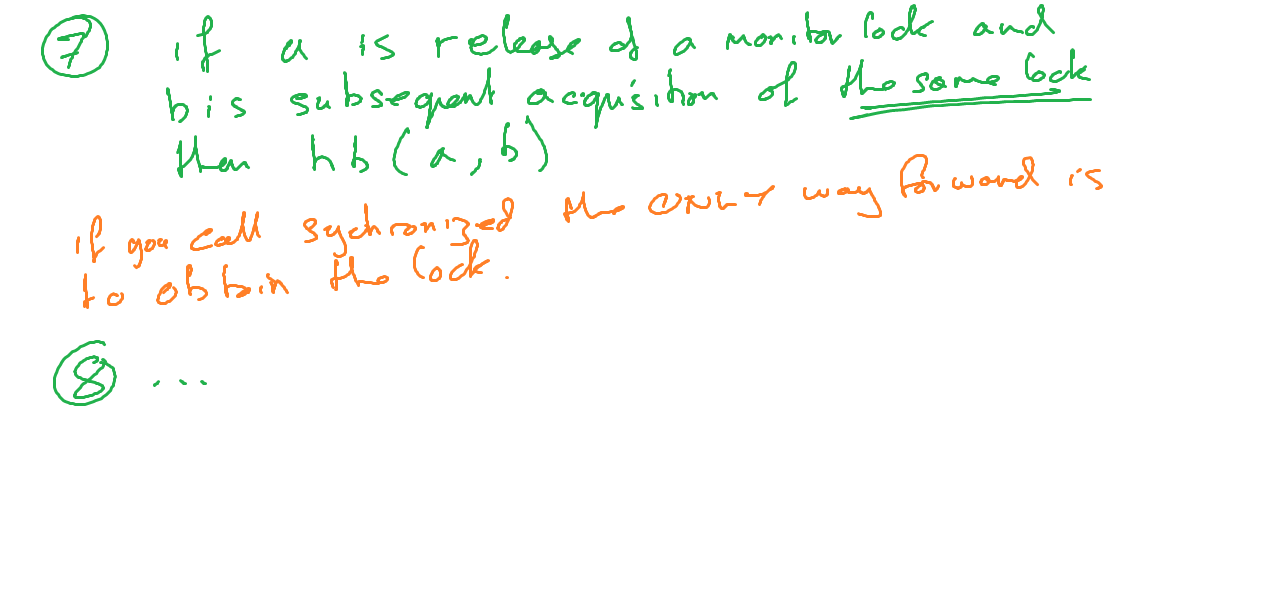 ⑦ if a is release of a monitor lock and
b is subsequent acquisition of the same lock
then hb(a, b)
if you call sychronized the ONLY way forward is
to obtain the lock.
⑧ ...